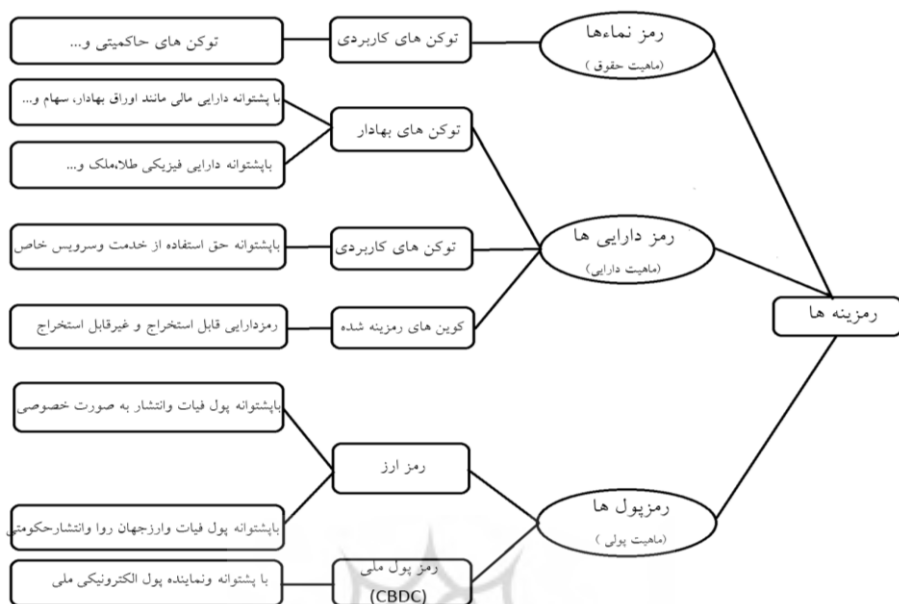 رمزینه ها
رمز نماءها
(ماهیت حقوق )
توکن های کاربردی
توکن های حاکمیتی و...
رمز دارایی ها
(ماهیت دارایی)
توکن های بهادار
با پشتوانه دارایی مالی مانند اوراق بهادار، سهام و...
باپشتوانه دارایی فیزیکی طلا،ملک و...
توکن های کاربردی
باپشتوانه حق استفاده از خدمت وسرویس خاص
کوین های رمزینه شده
رمزدارایی قابل استخراج و غیرقابل استخراج
رمزپول ها
(ماهیت پولی )
رمز ارز
باپشتوانه پول فیات وانتشار به صورت خصوصی
باپشتوانه پول فیات وارزجهان روا وانتشارحکومتی
رمز پول ملی
(CBDC)
با پشتوانه ونماینده پول الکترونیکی ملی